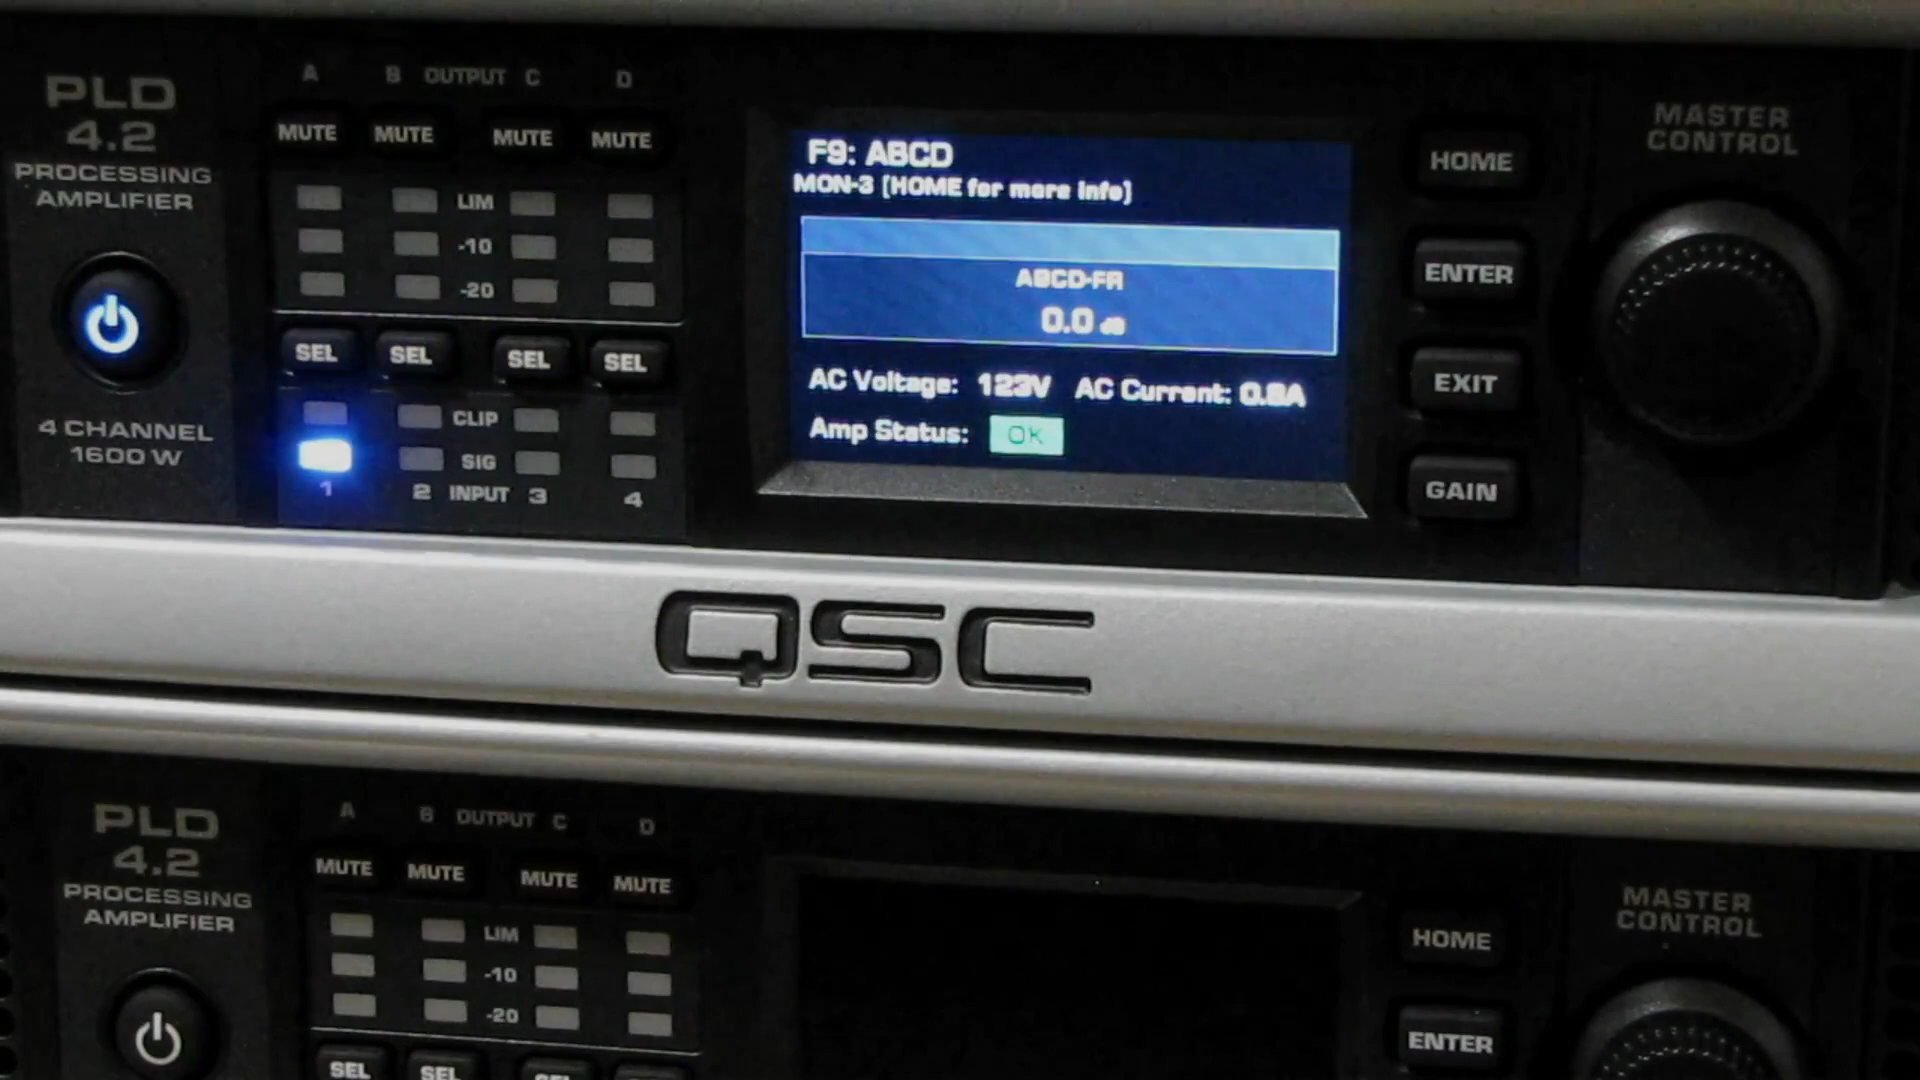 PLD
4.2
PROCESSING
AMPLIFIER
4 CHANNEL
1600 W
A B OUTPUT C D
MUTE MUTE MUTE MUTE
LIM
-10
-20
SEL SEL SEL SEL
CLIP
SIG
1 2 INPUT 3 4
F9: ABCD
MON-3 [HOME for more info]
ABCD-FR
0.0 dB
AC Voltage: 123V AC Current: 0.8A
Amp Status: OK
HOME
ENTER
EXIT
GAIN
MASTER
CONTROL
QSC
PLD
4.2
PROCESSING
AMPLIFIER
A B OUTPUT C D
MUTE MUTE MUTE MUTE
LIM
-10
-20
SEL SEL SEL
HOME
ENTER
MASTER
CONTROL